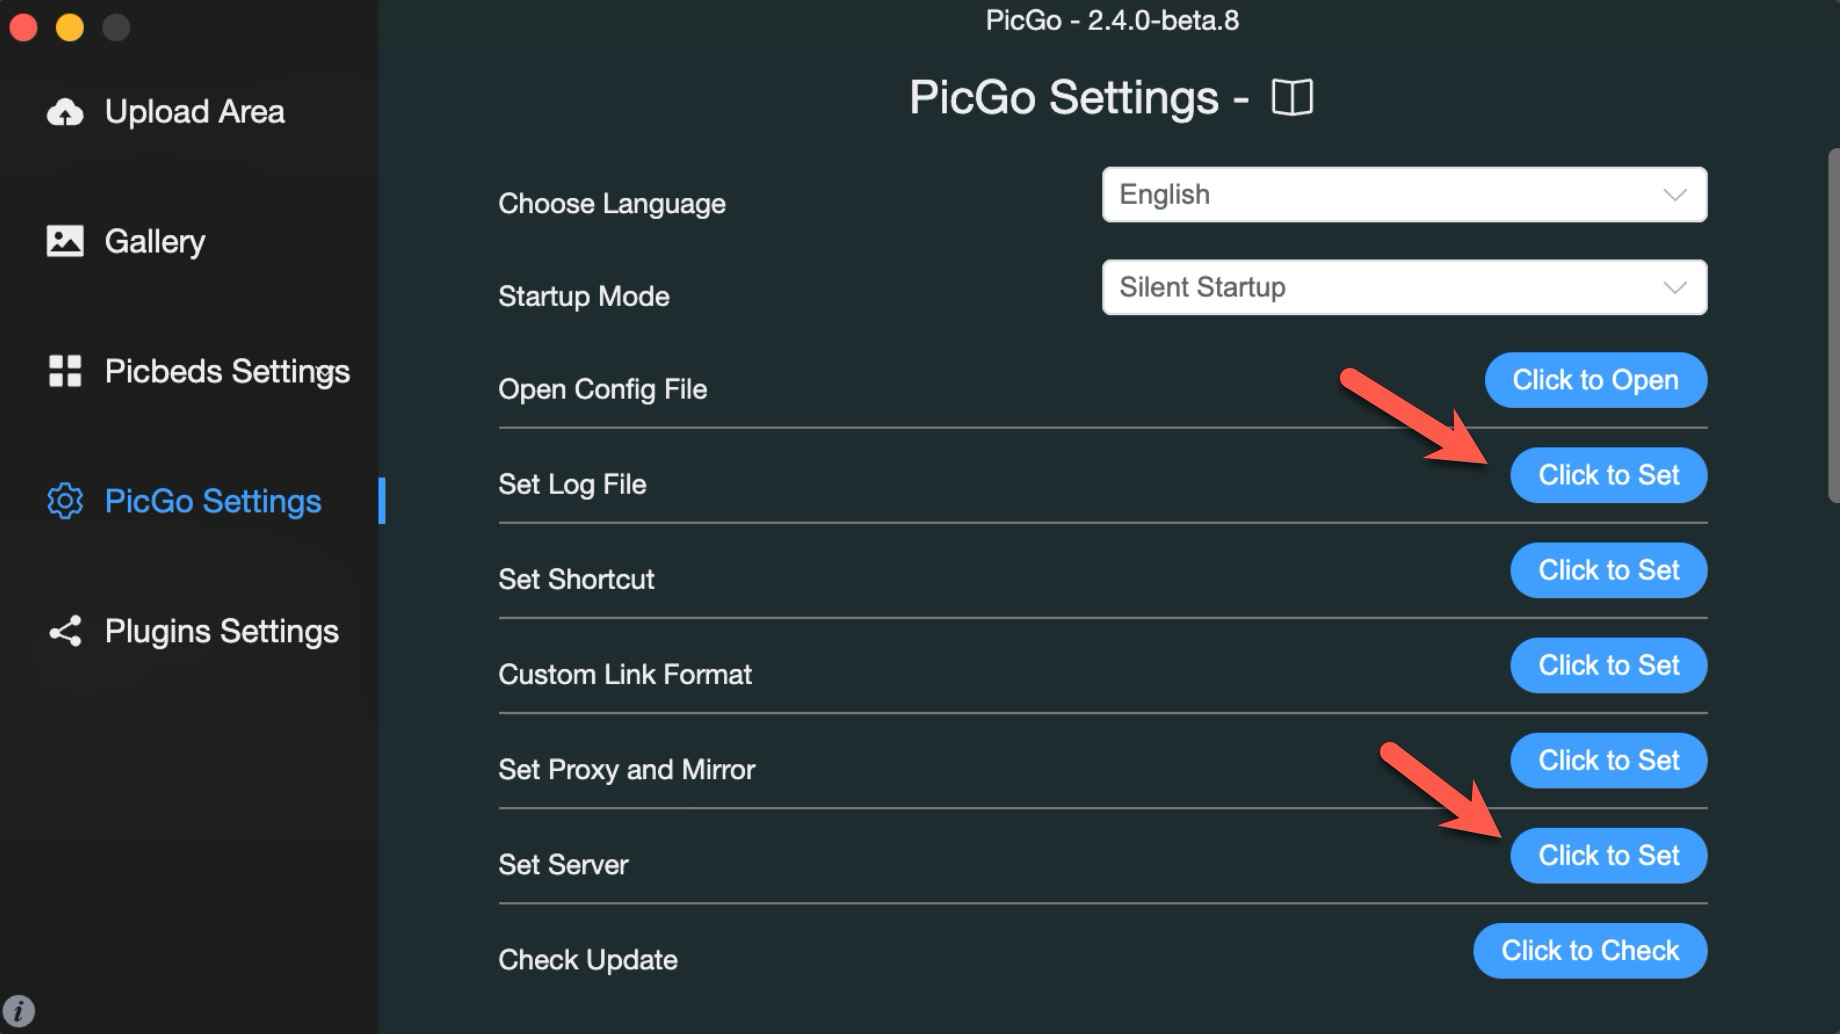 PicGo - 2.4.0-beta.8
Upload Area
Gallery
Picbeds Settings
PicGo Settings
Plugins Settings
PicGo Settings -
Choose Language
English
Startup Mode
Silent Startup
Open Config File
Click to Open
Set Log File
Click to Set
Set Shortcut
Click to Set
Custom Link Format
Click to Set
Set Proxy and Mirror
Click to Set
Set Server
Click to Set
Check Update
Click to Check